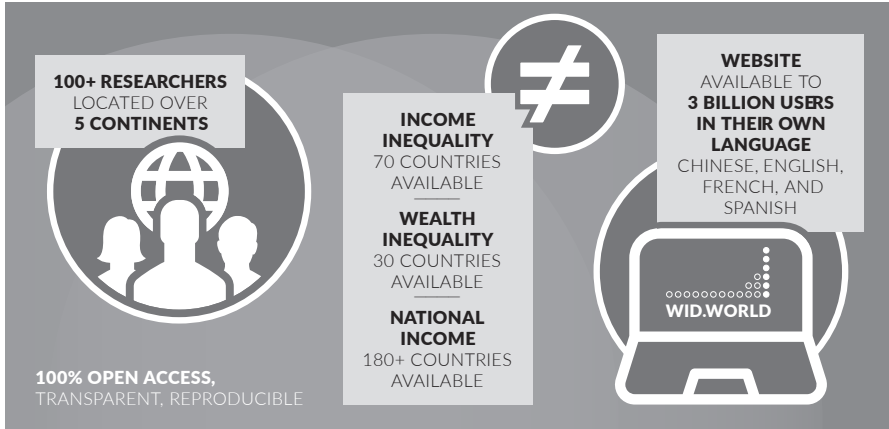 100+ RESEARCHERS
LOCATED OVER
5 CONTINENTS
100% OPEN ACCESS,
TRANSPARENT, REPRODUCIBLE
INCOME
INEQUALITY
70 COUNTRIES
AVAILABLE
WEALTH
INEQUALITY
30 COUNTRIES
AVAILABLE
NATIONAL
INCOME
180+ COUNTRIES
AVAILABLE
≠
WEBSITE
AVAILABLE TO
3 BILLION USERS
IN THEIR OWN
LANGUAGE
CHINESE, ENGLISH,
FRENCH, AND
SPANISH
WID.WORLD